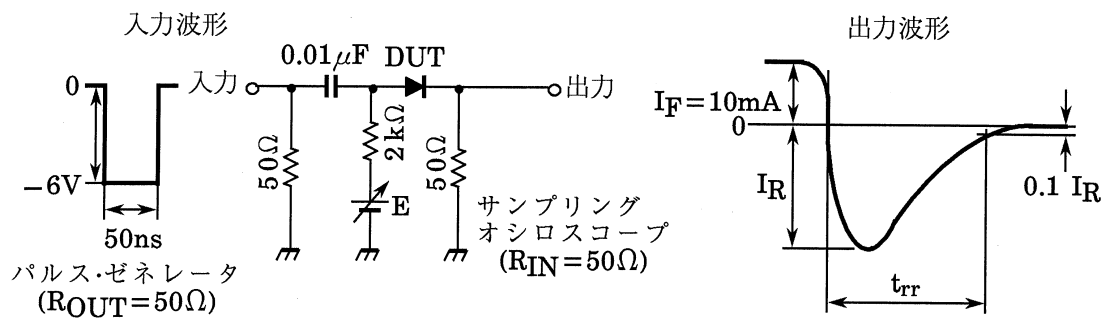 入力波形
0
−6V
50ns
パルス・ゼネレータ
(ROUT=50Ω)
入力
0.01μF
DUT
出力
50Ω
2kΩ
E
50Ω
サンプリング
オシロスコープ
(RIN=50Ω)
出力波形
IF=10mA
0
IR
0.1 IR
trr